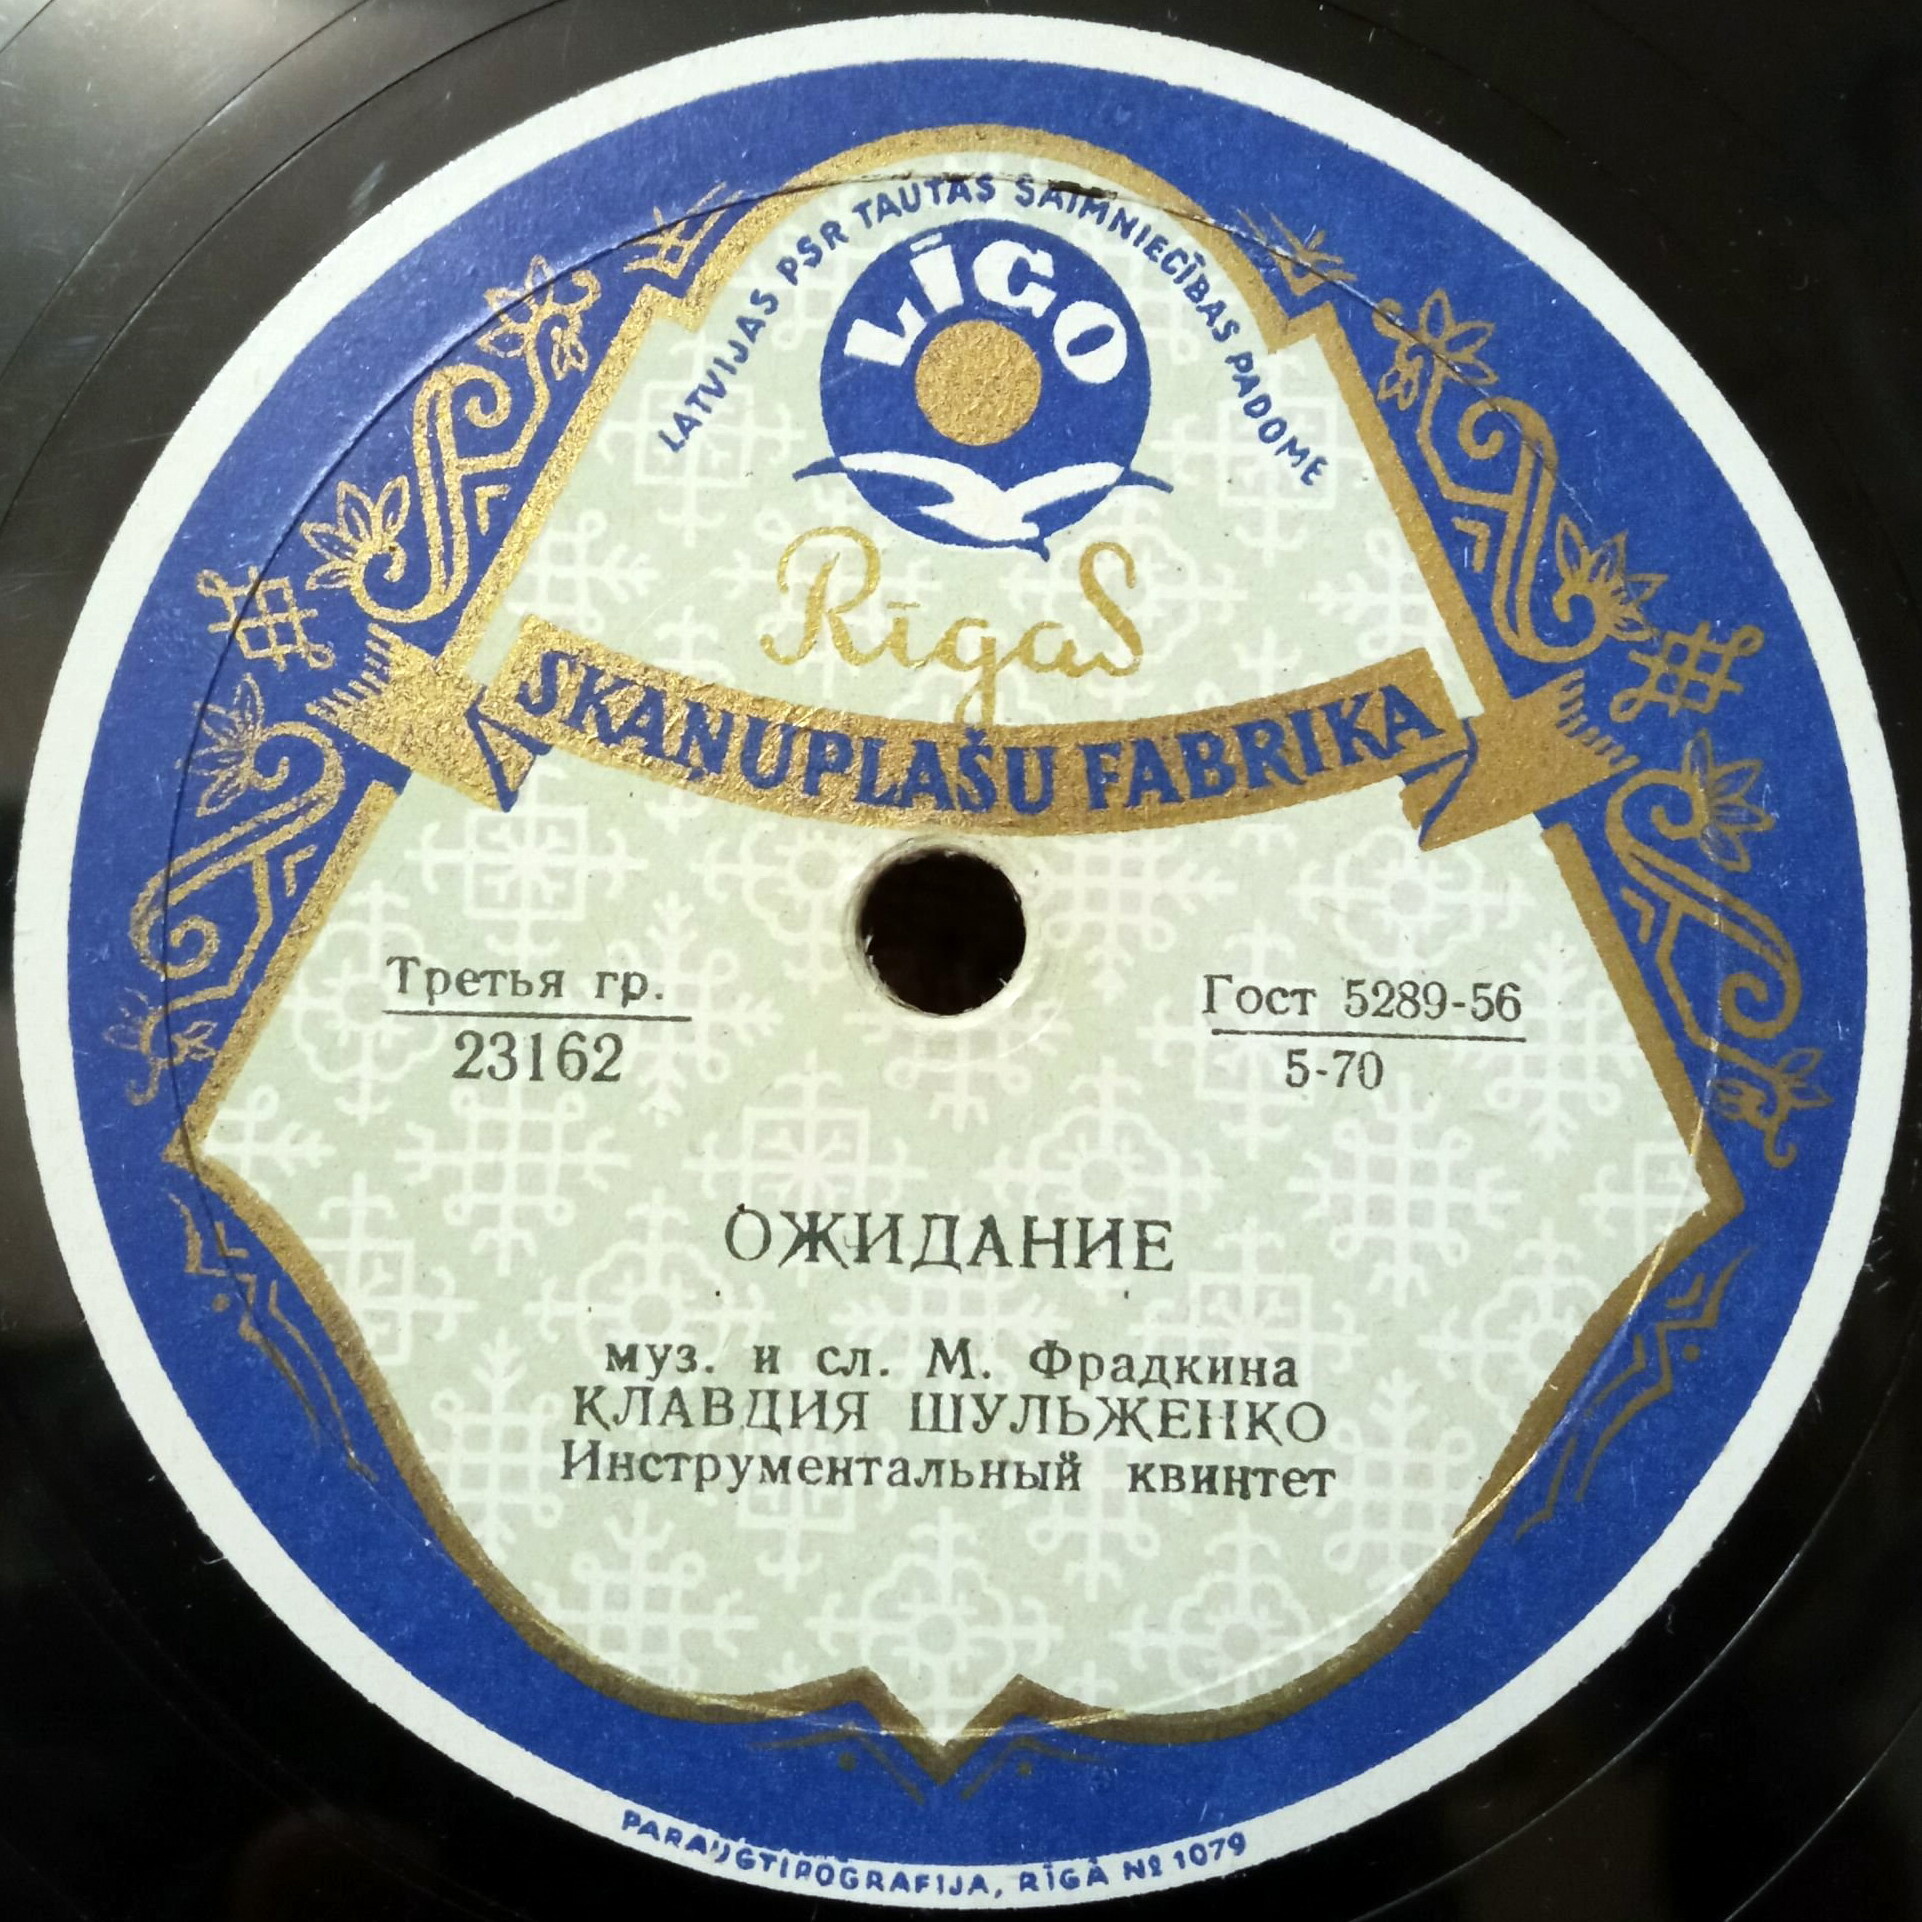 LATVIJAS PSR TAUTAS SAIMNIECĪBAS PADOME
LĪGO
Rīgas
SKAŅUPLAŠU FABRIKA
Третья гр.
23162
Гост 5289-56
5-70
ОЖИДАНИЕ
муз. и сл. М. Фрадкина
КЛАВДИЯ ШУЛЬЖЕНКО
Инструментальный квинтет
PARAUGTIPOGRAFIJA, RĪGĀ № 1079